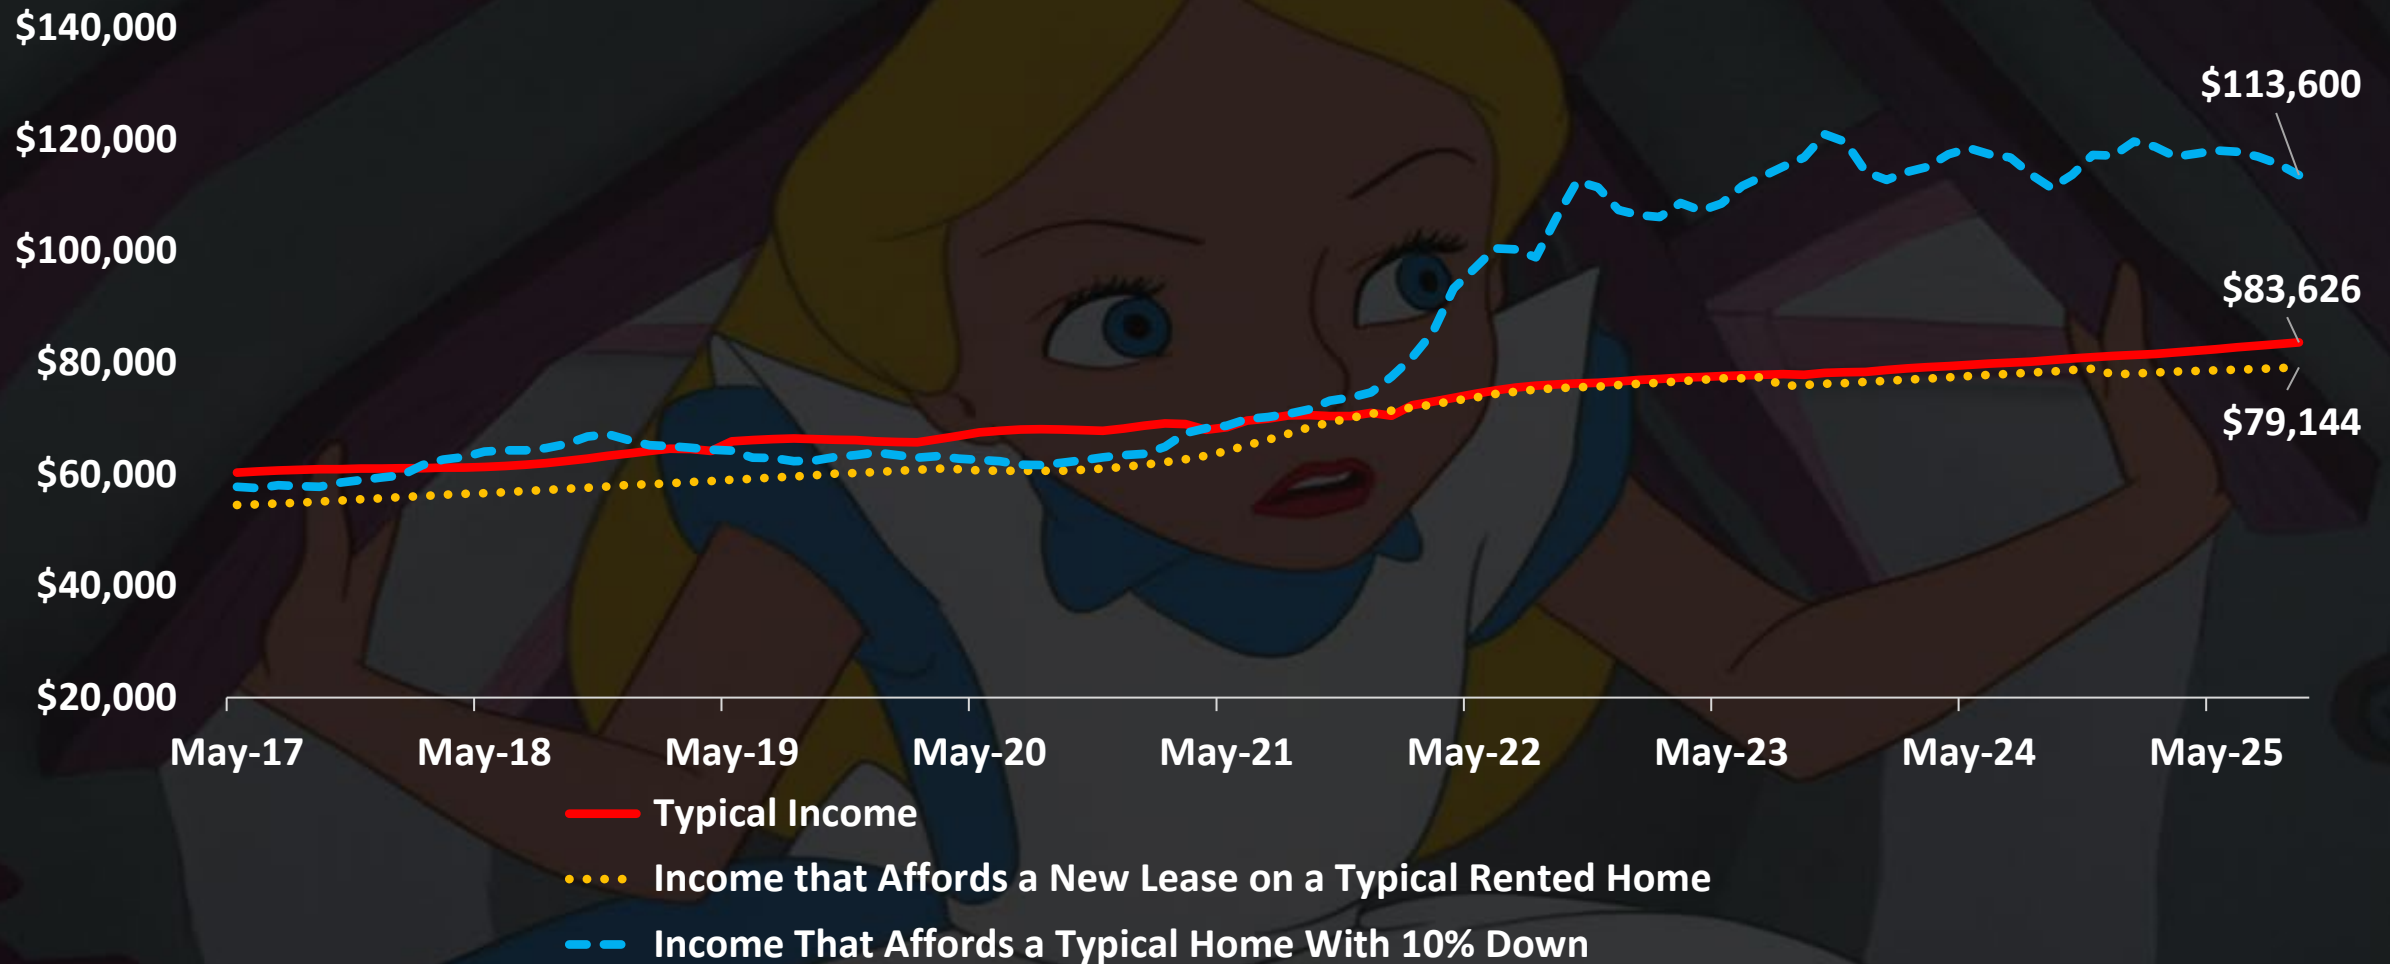 $140,000
$120,000
$100,000
$80,000
$60,000
$40,000
$20,000
$113,600
$83,626
$79,144
May-17 May-18 May-19 May-20 May-21 May-22 May-23 May-24 May-25
Typical Income
Income that Affords a New Lease on a Typical Rented Home
Income That Affords a Typical Home With 10% Down